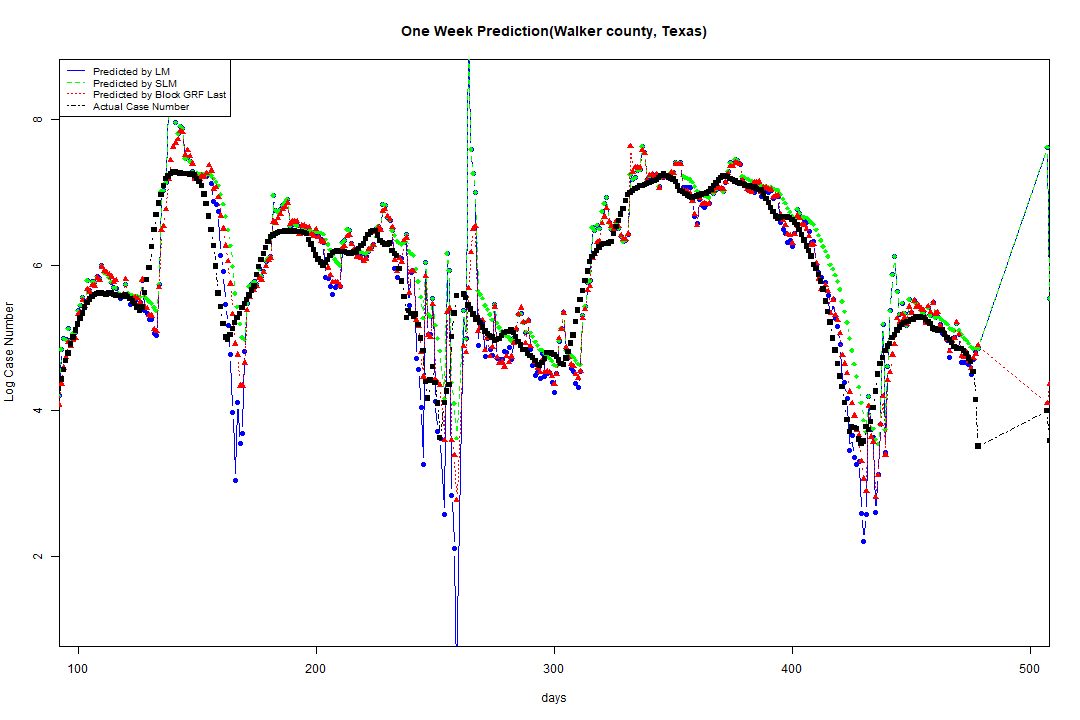 One Week Prediction(Walker county, Texas)
Predicted by LM
Predicted by SLM
Predicted by Block GRF Last
Actual Case Number
Log Case Number
8
6
4
2
100 200 300 400 500
days